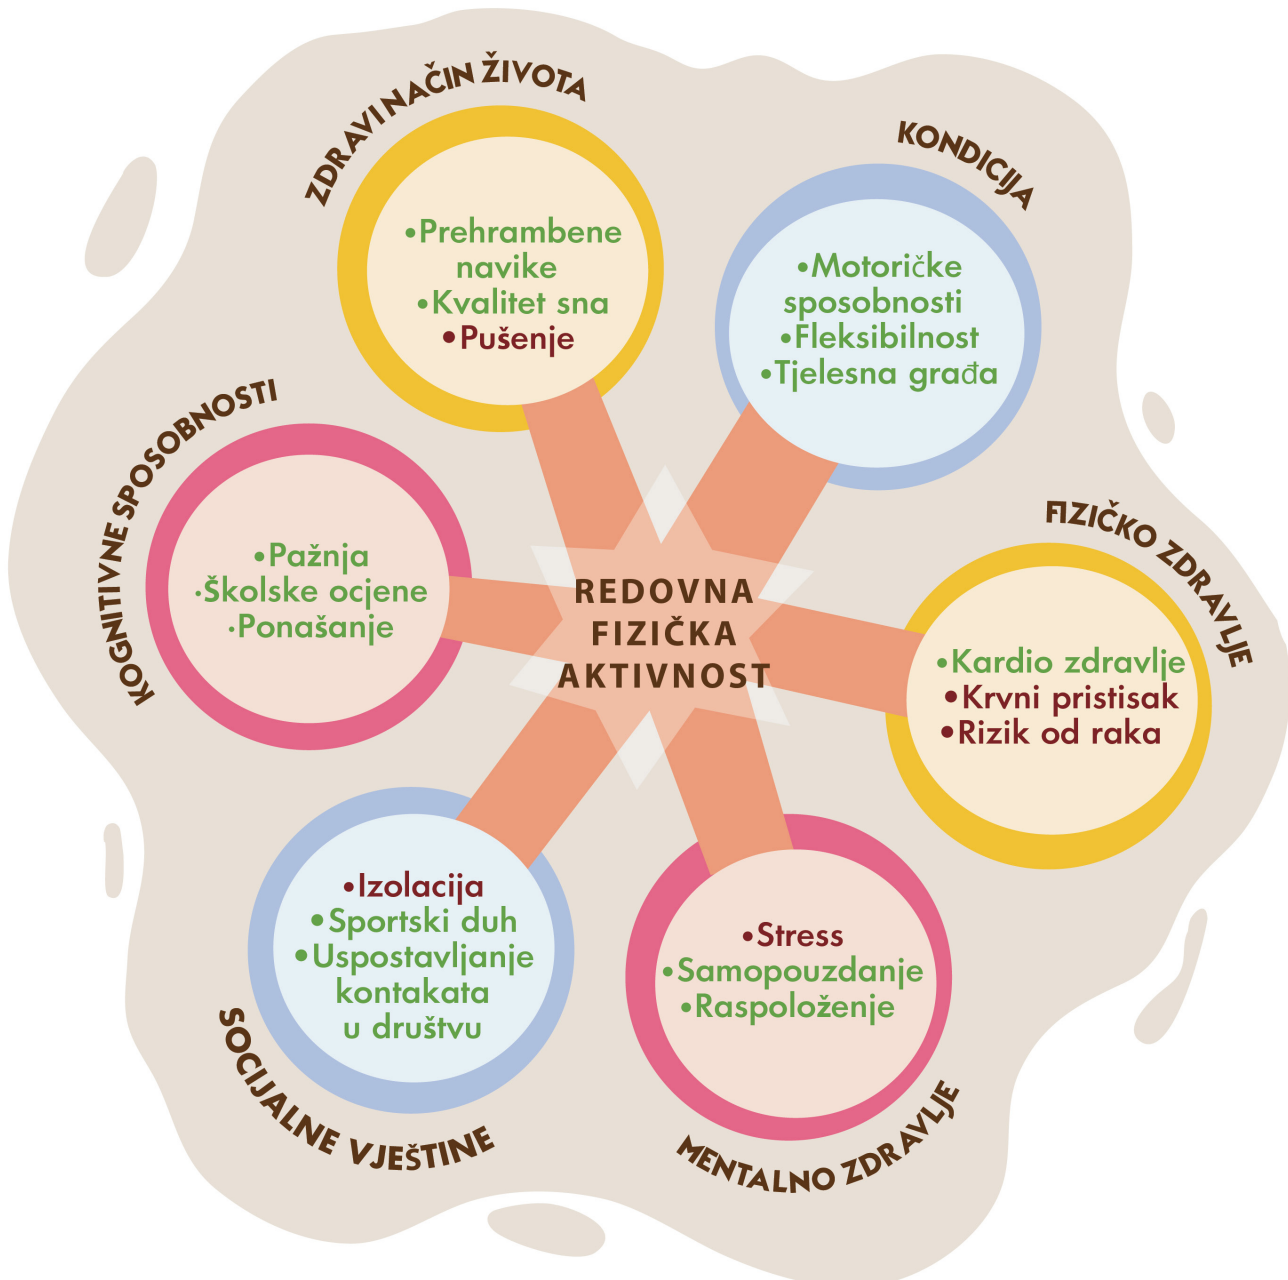 ZDRAVI NAČIN ŽIVOTA
•Prehrambene
navike
•Kvalitet sna
•Pušenje
KONDICIJA
•Motoričke
sposobnosti
•Fleksibilnost
•Tjelesna građa
KOGNITIVNE SPOSOBNOSTI
•Pažnja
·Školske ocjene
·Ponašanje
REDOVNA
FIZIČKA
AKTIVNOST
FIZIČKO ZDRAVLJE
•Kardio zdravlje
•Krvni pristisak
•Rizik od raka
•Izolacija
•Sportski duh
•Uspostavljanje
kontakata
u društvu
SOCIJALNE VJEŠTINE
•Stress
•Samopouzdanje
•Raspoloženje
MENTALNO ZDRAVLJE